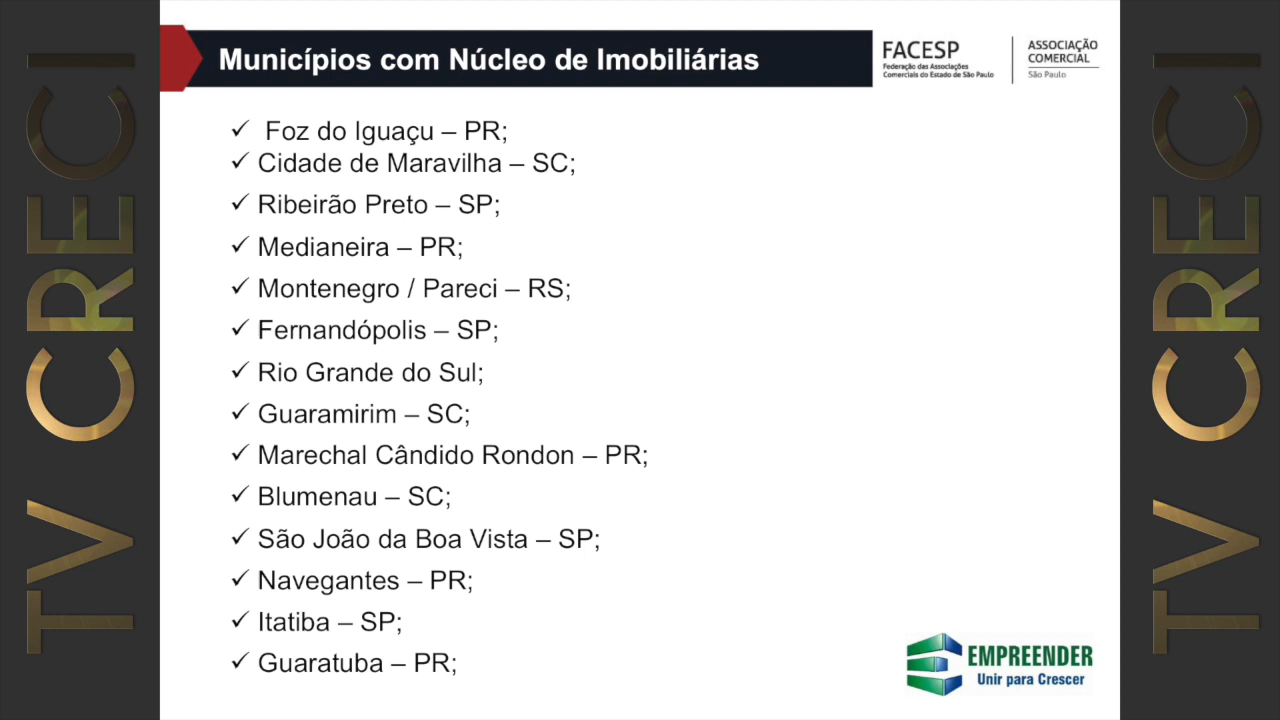 Municípios com Núcleo de Imobiliárias
FACESP
Federação das Associações
Comerciais do Estado de São Paulo
ASSOCIAÇÃO
COMERCIAL
São Paulo
✓ Foz do Iguaçu – PR;
✓ Cidade de Maravilha – SC;
✓ Ribeirão Preto – SP;
✓ Medianeira – PR;
✓ Montenegro / Pareci – RS;
✓ Fernandópolis – SP;
✓ Rio Grande do Sul;
✓ Guaramirim – SC;
✓ Marechal Cândido Rondon – PR;
✓ Blumenau – SC;
✓ São João da Boa Vista – SP;
✓ Navegantes – PR;
✓ Itatiba – SP;
✓ Guaratuba – PR;
EMPREENDER
Unir para Crescer
TV CRECI
TV CRECI